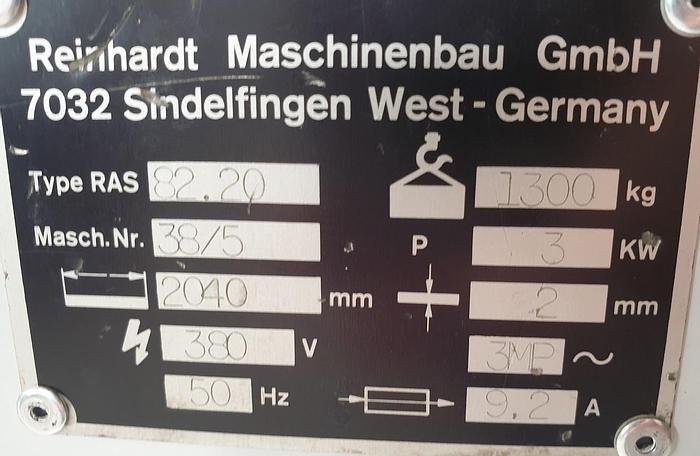 Reinhardt Maschinenbau GmbH
7032 Sindelfingen West-Germany
Type RAS 82.20 1300 kg
Masch.Nr. 38/5 P 3 KW
2040 mm 2 mm
380 V 3MP ~
50 Hz 9,2 A